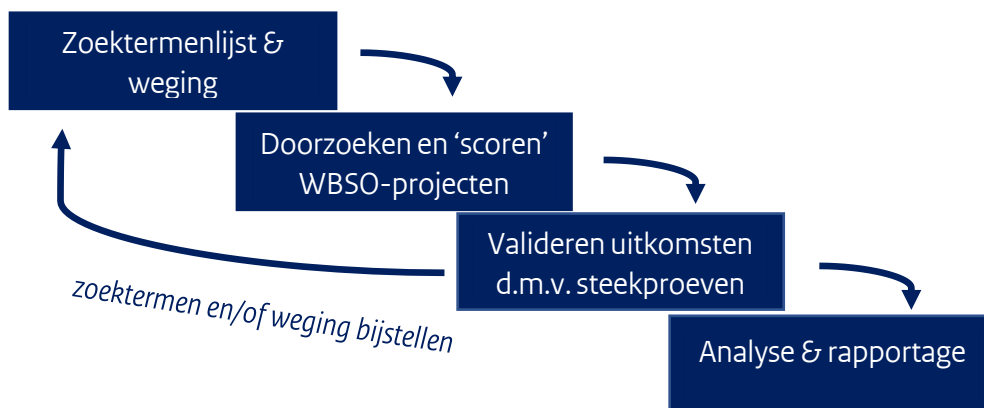 Zoektermenlijst &
weging
Doorzoeken en ‘scoren’
WBSO-projecten
Valideren uitkomsten
d.m.v. steekproeven
zoektermen en/of weging bijstellen
Analyse & rapportage